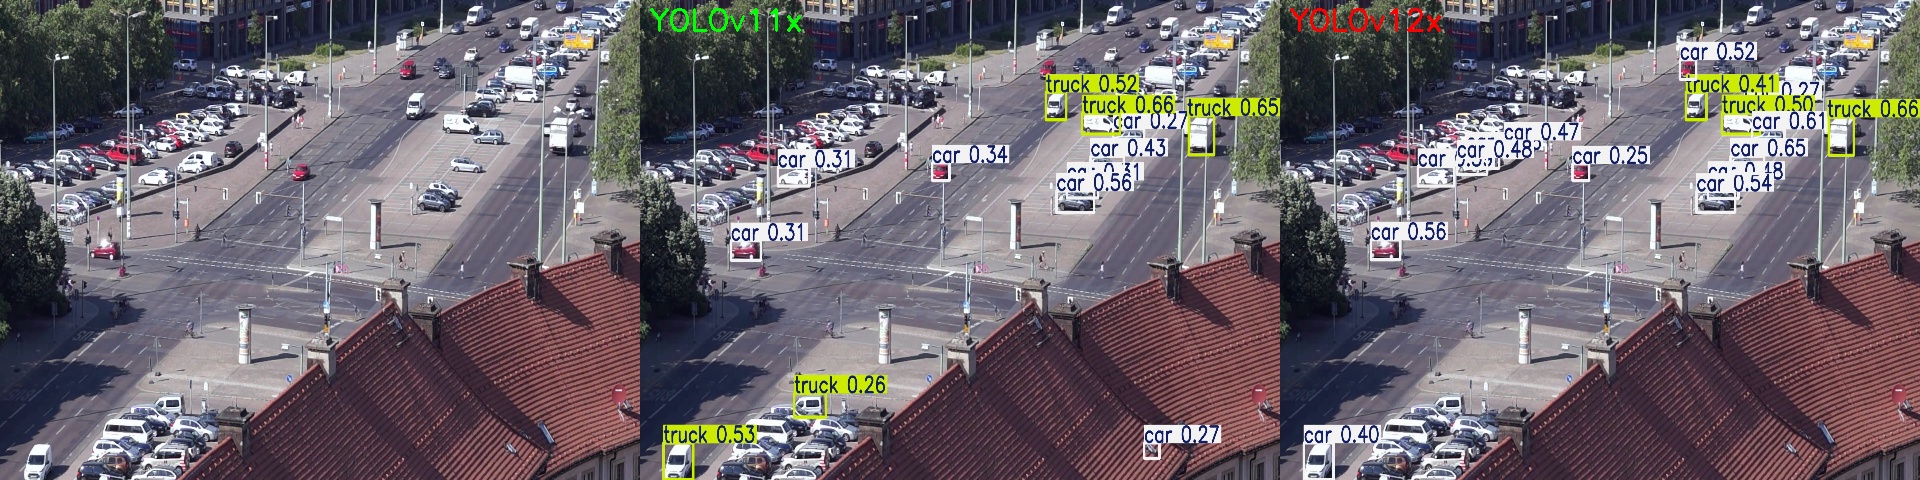 YOLOv11x
truck 0.52
truck 0.66
car 0.27
truck 0.65
car 0.43
car 0.31
car 0.34
car 0.56
car 0.31
truck 0.26
truck 0.53
car 0.27
YOLOv12x
car 0.52
truck 0.41
0.27
truck 0.50
car 0.61
truck 0.66
car 0.47
car 0.48
car 0.65
car
car 0.25
0.48
car 0.54
car 0.56
car 0.40